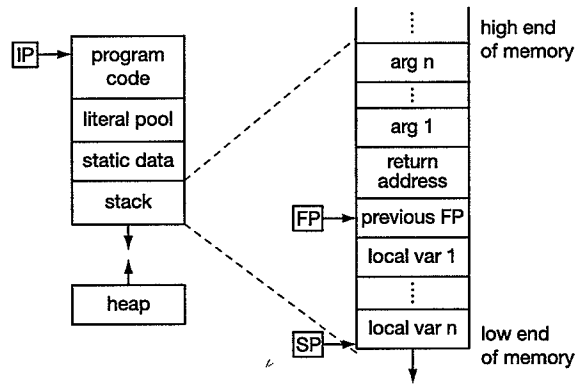 IP
program
code
literal pool
static data
stack
heap
⋮
arg n
⋮
arg 1
return
address
FP
previous FP
local var 1
⋮
local var n
SP
high end
of memory
low end
of memory